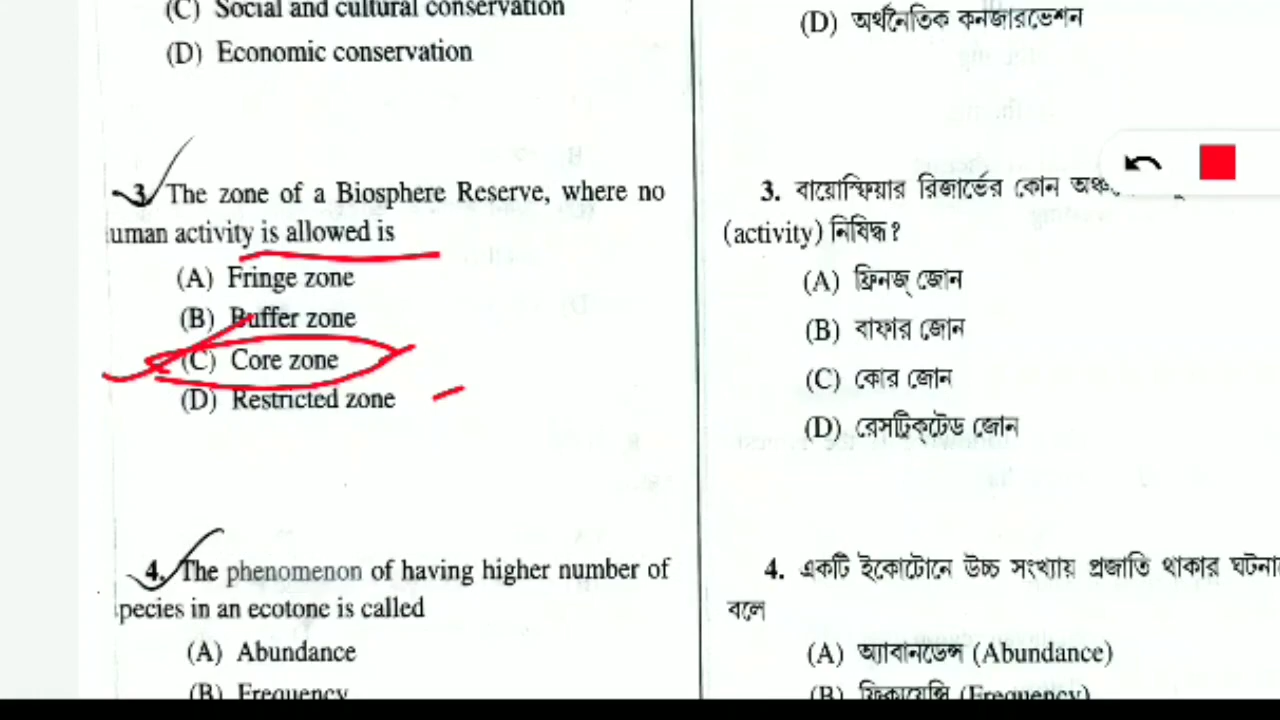 (C) Social and cultural conservation
(D) Economic conservation
3. The zone of a Biosphere Reserve, where no
uman activity is allowed is
(A) Fringe zone
(B) Buffer zone
(C) Core zone
(D) Restricted zone
4. The phenomenon of having higher number of
pecies in an ecotone is called
(A) Abundance
(B) Frequency
(D) অর্থনৈতিক কনজারভেশন
3. বায়োস্ফিয়ার রিজার্ভের কোন
(activity) নিষিদ্ধ?
(A) ফ্রিনজ্ জোন
(B) বাফার জোন
(C) কোর জোন
(D) রেসট্রিক্‌টেড জোন
4. একটি ইকোটোনে উচ্চ সংখ্যায় প্রজাতি থাকার ঘটনা
বলে
(A) অ্যাবানডেন্স (Abundance)
(B) ফ্রিকোয়েন্সি (Frequency)